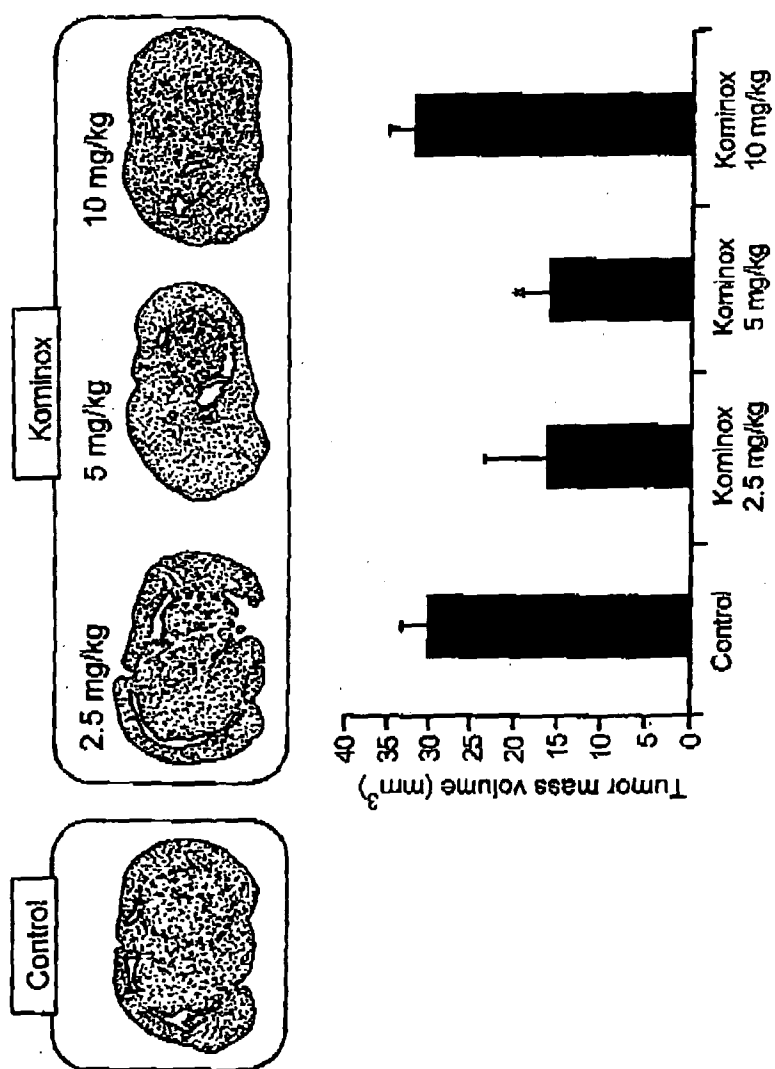 Control
Kominox
2.5 mg/kg 5 mg/kg 10 mg/kg
Tumor mass volume (mm³)
40
35
30
25
20
15
10
5
0
Control
Kominox
2.5 mg/kg
Kominox
5 mg/kg
Kominox
10 mg/kg
*